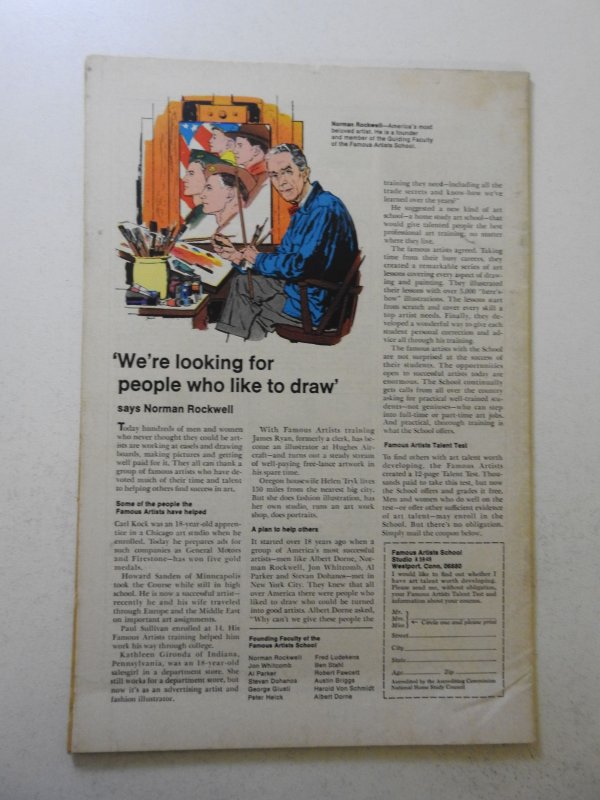 Norman Rockwell—America's most
beloved artist. He is a founder
and member of the Guiding Faculty
of the Famous Artists School.
'We're looking for
people who like to draw'
says Norman Rockwell
Today hundreds of men and women
who never thought they could be art-
ists are working at easels and drawing
boards, making pictures and getting
well paid for it. They all can thank a
group of famous artists who have de-
voted much of their time and talent
to helping others find success in art.
Some of the people the
Famous Artists have helped
Carl Kock was an 18-year-old appren-
tice in a Chicago art studio when he
enrolled. Today he prepares ads for
such companies as General Motors
and Firestone—has won five gold
medals.
Howard Sanden of Minneapolis
took the Course while still in high
school. He is now a successful artist—
recently he and his wife traveled
through Europe and the Middle East
on important art assignments.
Paul Sullivan enrolled at 14. His
Famous Artists training helped him
work his way through college.
Kathleen Gironda of Indiana,
Pennsylvania, was an 18-year-old
salesgirl in a department store. She
still works for a department store, but
now it's as an advertising artist and
fashion illustrator.
With Famous Artists training
James Ryan, formerly a clerk, has be-
come an illustrator at Hughes Air-
craft—and turns out a steady stream
of well-paying free-lance artwork in
his spare time.
Oregon housewife Helen Tryk lives
150 miles from the nearest big city.
But she does fashion illustration, has
her own studio, runs an art work
shop, does portraits.
A plan to help others
It started over 18 years ago when a
group of America's most successful
artists—men like Albert Dorne, Nor-
man Rockwell, Jon Whitcomb, Al
Parker and Stevan Dohanos—met in
New York City. They knew that all
over America there were people who
liked to draw who could be turned
into good artists. Albert Dorne asked,
"Why can't we give these people the
Founding Faculty of the
Famous Artists School
Norman Rockwell
Jon Whitcomb
Al Parker
Stevan Dohanos
George Giusti
Peter Helck
Fred Ludekens
Ben Stahl
Robert Fawcett
Austin Briggs
Harold Von Schmidt
Albert Dorne
training they need—including all the
trade secrets and know-how we've
learned over the years?"
He suggested a new kind of art
school—a home study art school—that
would give talented people the best
professional art training, no matter
where they live.
The famous artists agreed. Taking
time from their busy careers, they
created a remarkable series of art
lessons covering every aspect of draw-
ing and painting. They illustrated
their lessons with over 5,000 "here's-
how" illustrations. The lessons start
from scratch and cover every skill a
top artist needs. Finally, they de-
veloped a wonderful way to give each
student personal correction and ad-
vice all through his training.
The famous artists with the School
are not surprised at the success of
their students. The opportunities
open to successful artists today are
enormous. The School continually
gets calls from all over the country
asking for practical well-trained stu-
dents—not geniuses—who can step
into full-time or part-time art jobs.
And practical, thorough training is
what the School offers.
Famous Artists Talent Test
To find others with art talent worth
developing, the Famous Artists
created a 12-page Talent Test. Thou-
sands paid to take this test, but now
the School offers and grades it free.
Men and women who do well on the
test—or offer other sufficient evidence
of art talent—may enroll in the
School. But there's no obligation.
Simply mail the coupon below.
Famous Artists School
Studio
Westport, Conn. 06880
I would like to find out whether I
have art talent worth developing.
Please send me, without obligation,
your Famous Artists Talent Test and
information about your courses.
Mr.
Mrs.
Miss
← Circle one and please print
Street
City
State
Age Zip
Accredited by the Accrediting Commission
National Home Study Council